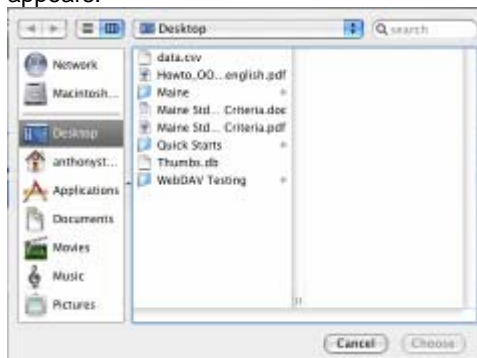 appears.
Desktop
search
Network
Macintosh...
Desktop
anthonyst...
Applications
Documents
Movies
Music
Pictures
data.csv
Howto_OO...english.pdf
Maine
Maine Std... Criteria.doc
Maine Std... Criteria.pdf
Quick Starts
Thumbs.db
WebDAV Testing
Cancel
Choose